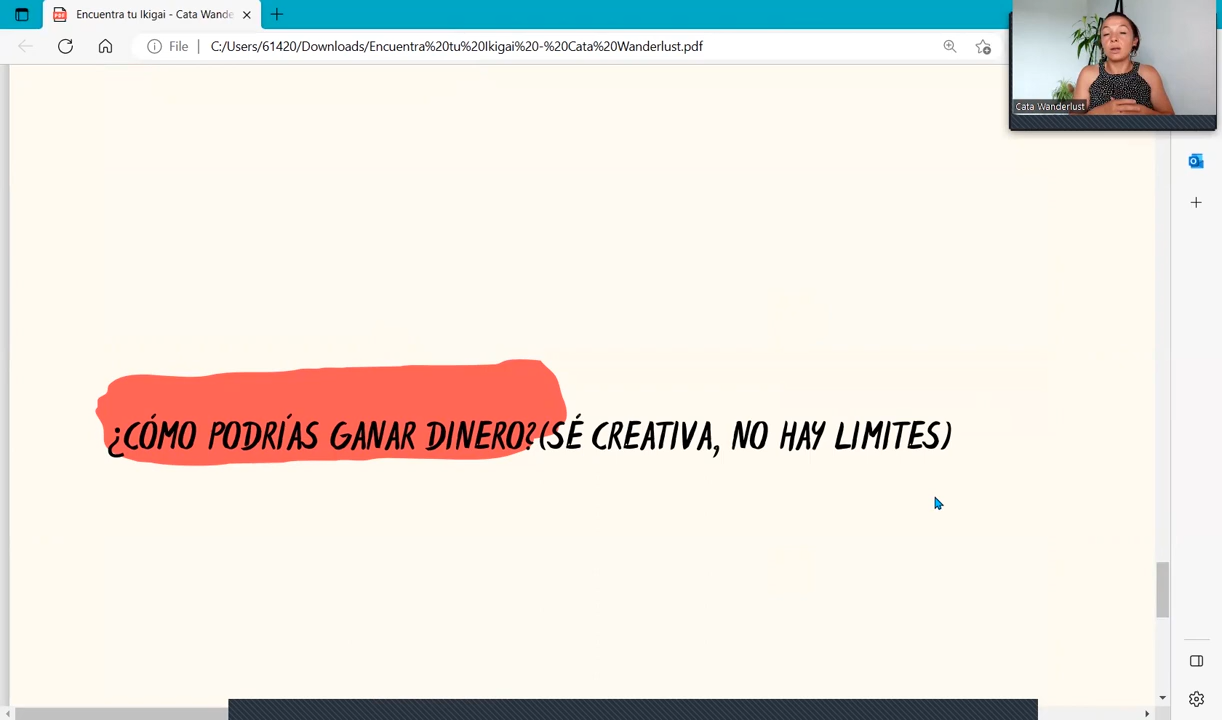 Encuentra tu Ikigai - Cata Wande
File
C:/Users/61420/Downloads/Encuentra%20tu%20Ikigai%20-%20Cata%20Wanderlust.pdf
Cata Wanderlust
¿CÓMO PODRÍAS GANAR DINERO?(SÉ CREATIVA, NO HAY LIMITES)